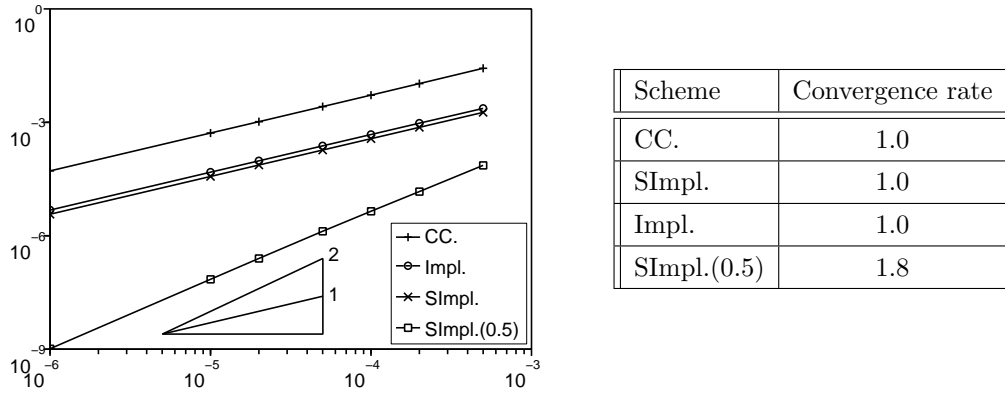 10^0
10^−3
10^−6
10^−9
10^−6
10^−5
10^−4
10^−3
2
1
CC.
Impl.
SImpl.
SImpl.(0.5)
Scheme Convergence rate
CC. 1.0
SImpl. 1.0
Impl. 1.0
SImpl.(0.5) 1.8